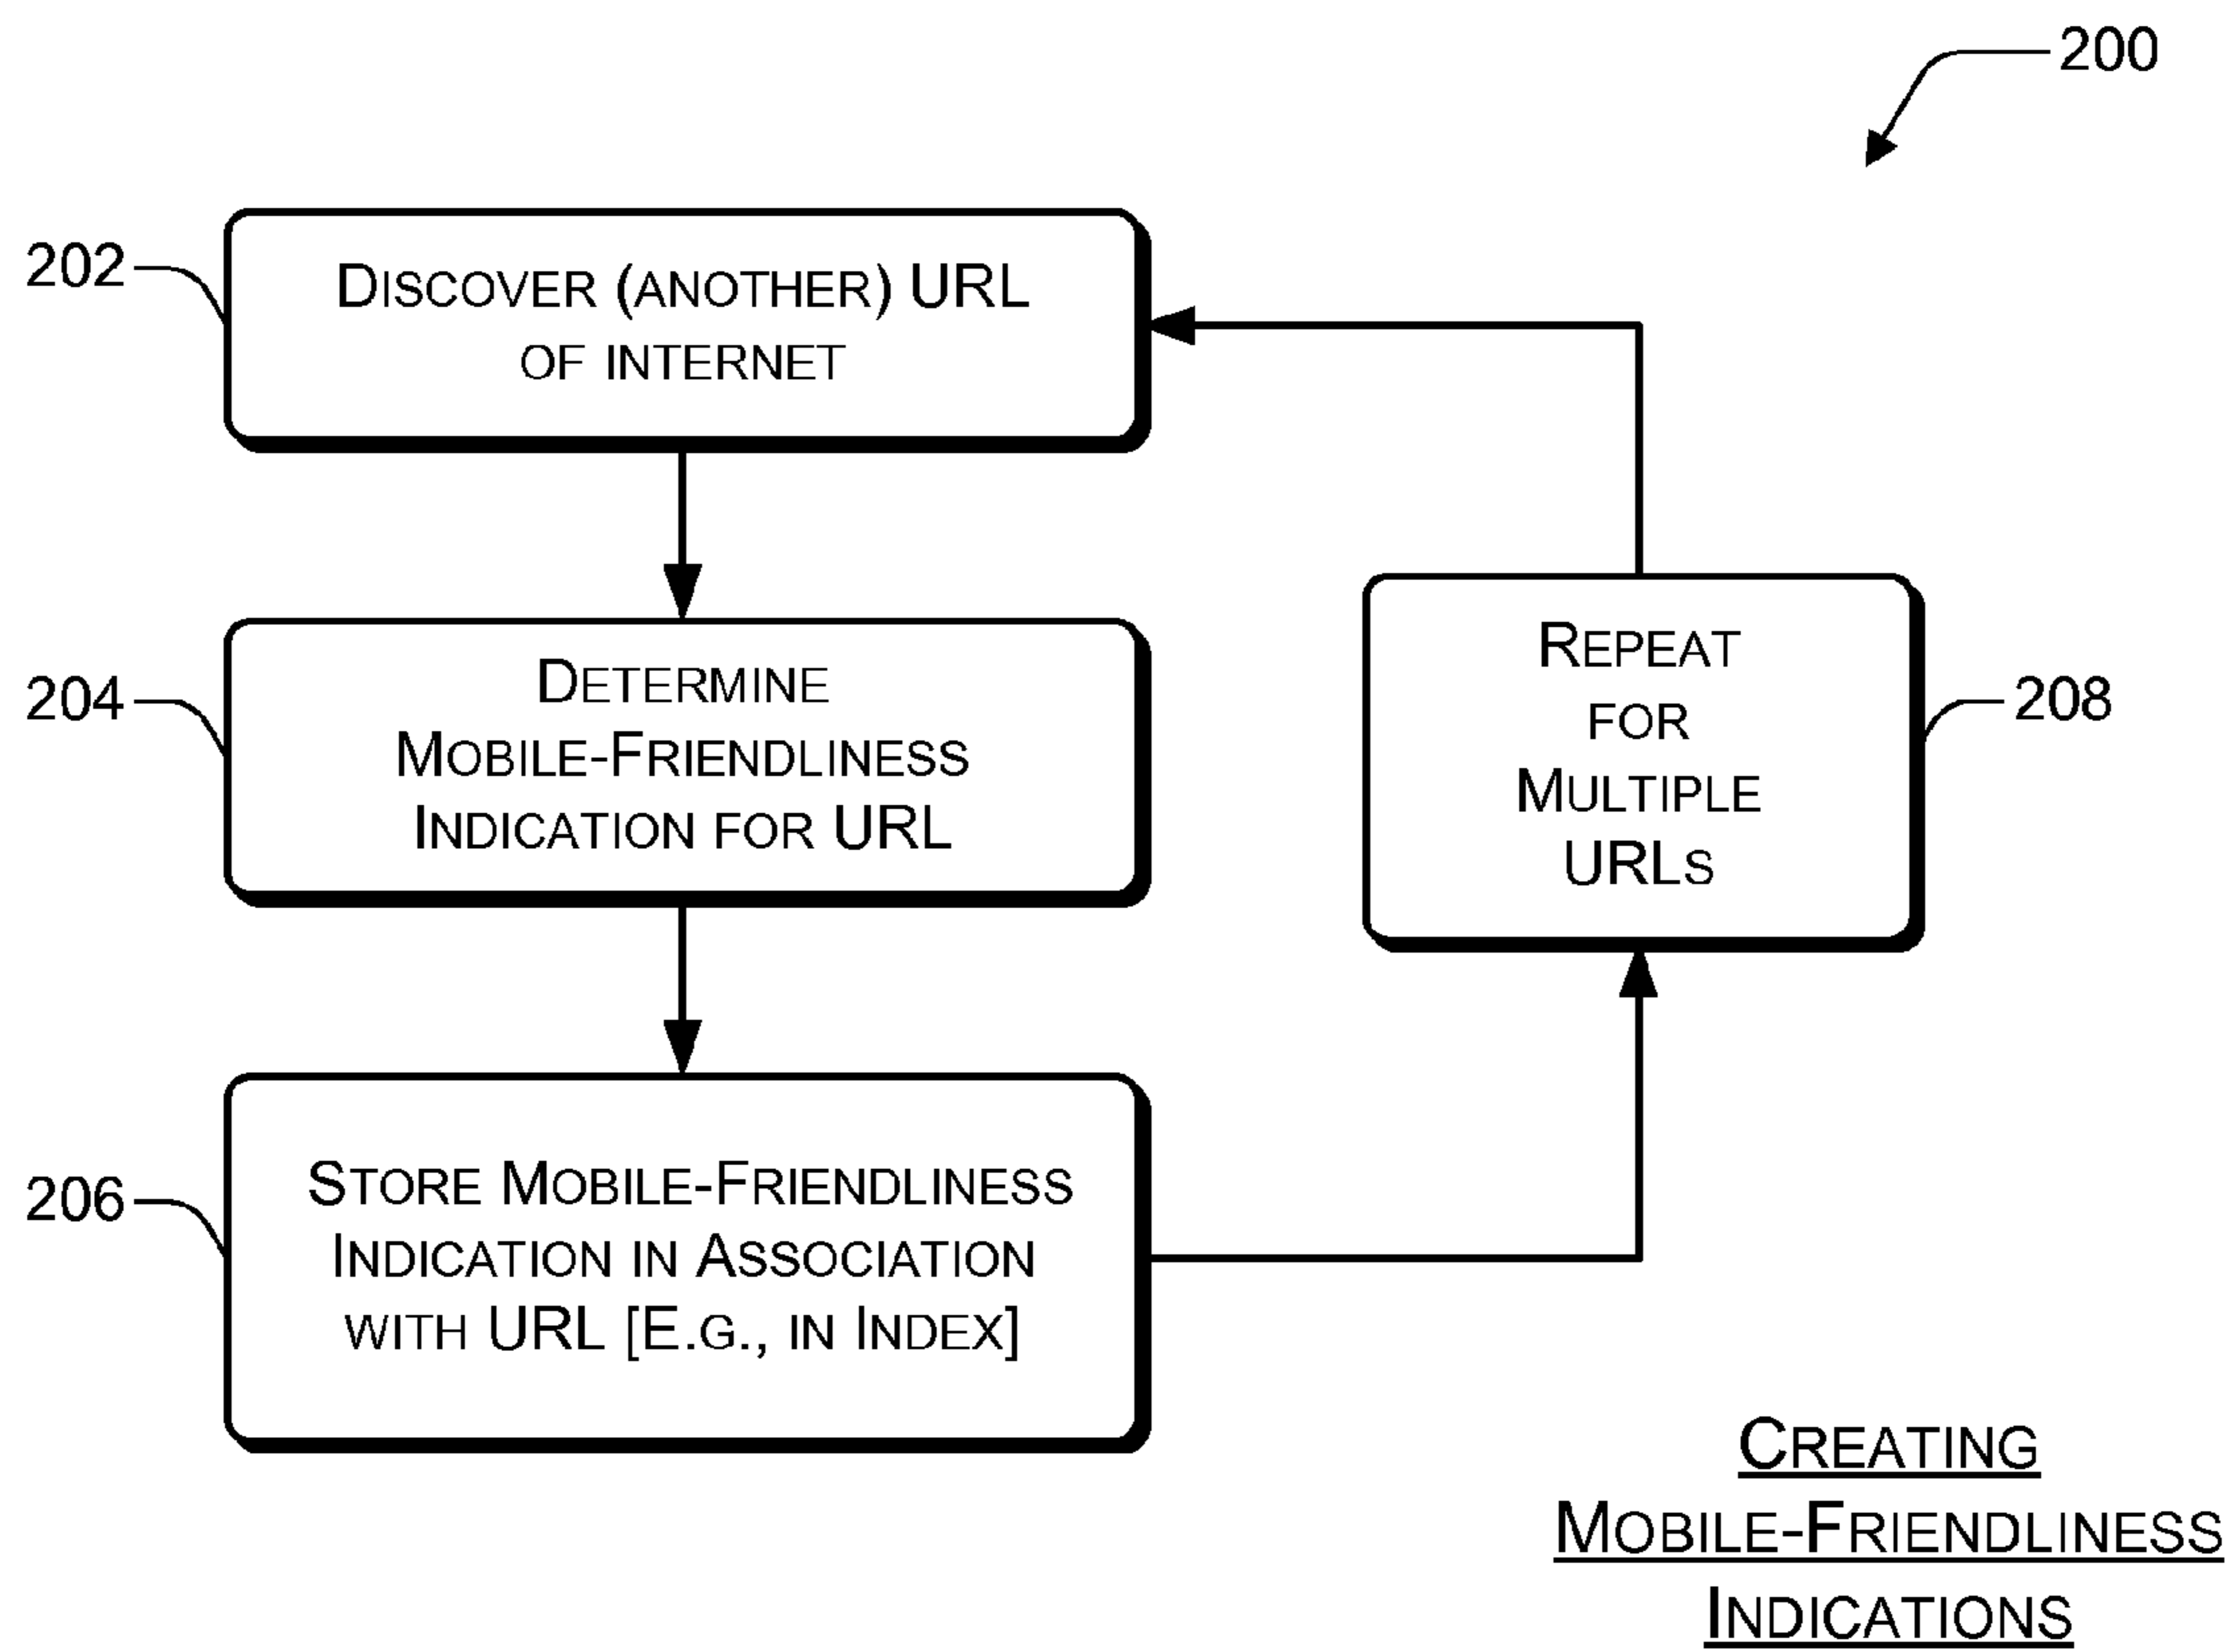 200
202
DISCOVER (ANOTHER) URL
OF INTERNET
204
DETERMINE
MOBILE-FRIENDLINESS
INDICATION FOR URL
REPEAT
FOR
MULTIPLE
URLS
208
206
STORE MOBILE-FRIENDLINESS
INDICATION IN ASSOCIATION
WITH URL [E.G., IN INDEX]
CREATING
MOBILE-FRIENDLINESS
INDICATIONS